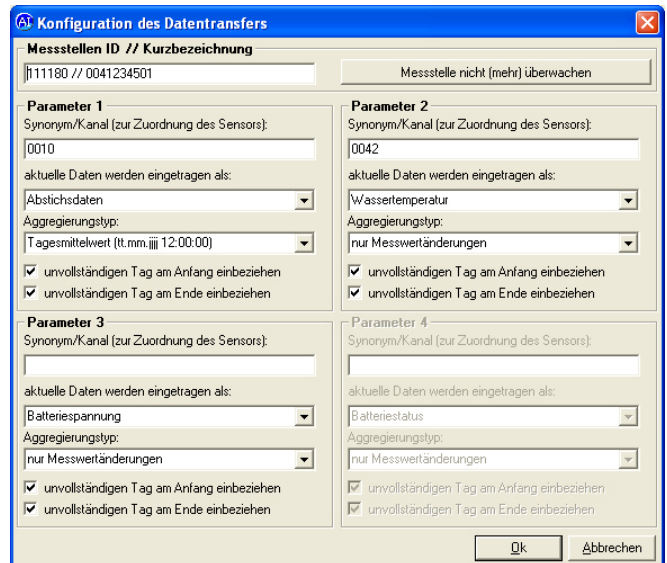 Konfiguration des Datentransfers
Messstellen ID // Kurzbezeichnung
111180 // 0041234501
Messstelle nicht (mehr) überwachen
Parameter 1
Synonym/Kanal (zur Zuordnung des Sensors):
0010
aktuelle Daten werden eingetragen als:
Abstichsdaten
Aggregierungstyp:
Tagesmittelwert (tt.mm.jjjj 12:00:00)
unvollständigen Tag am Anfang einbeziehen
unvollständigen Tag am Ende einbeziehen
Parameter 2
Synonym/Kanal (zur Zuordnung des Sensors):
0042
aktuelle Daten werden eingetragen als:
Wassertemperatur
Aggregierungstyp:
nur Messwertänderungen
unvollständigen Tag am Anfang einbeziehen
unvollständigen Tag am Ende einbeziehen
Parameter 3
Synonym/Kanal (zur Zuordnung des Sensors):
aktuelle Daten werden eingetragen als:
Batteriespannung
Aggregierungstyp:
nur Messwertänderungen
unvollständigen Tag am Anfang einbeziehen
unvollständigen Tag am Ende einbeziehen
Parameter 4
Synonym/Kanal (zur Zuordnung des Sensors):
aktuelle Daten werden eingetragen als:
Batteriestatus
Aggregierungstyp:
nur Messwertänderungen
unvollständigen Tag am Anfang einbeziehen
unvollständigen Tag am Ende einbeziehen
Ok
Abbrechen